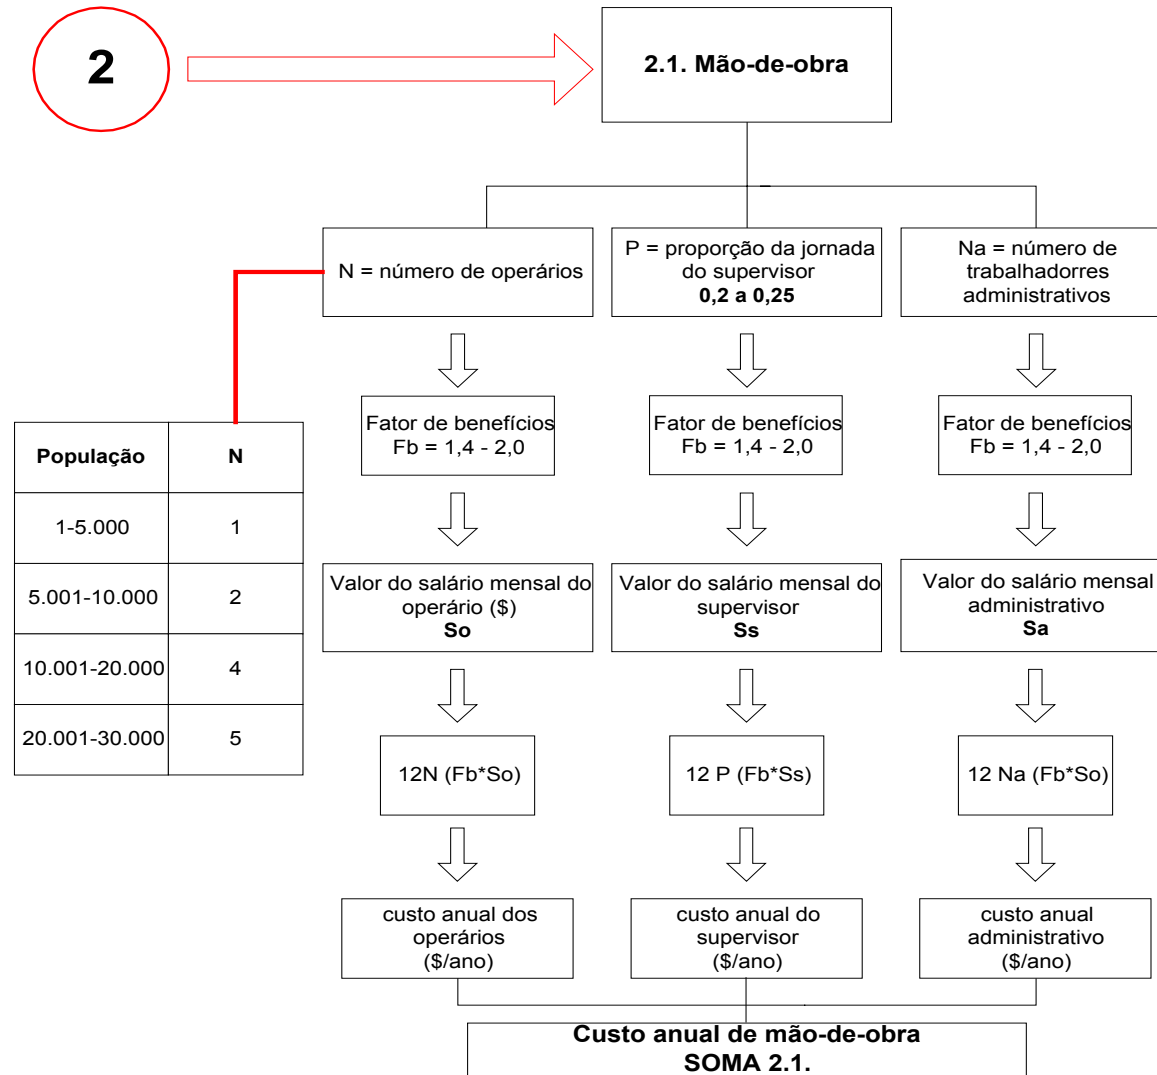 2
2.1. Mão-de-obra
N = número de operários
P = proporção da jornada
do supervisor
0,2 a 0,25
Na = número de
trabalhadorres
administrativos
Fator de benefícios
Fb = 1,4 - 2,0
Fator de benefícios
Fb = 1,4 - 2,0
Fator de benefícios
Fb = 1,4 - 2,0
População N
1-5.000 1
5.001-10.000 2
10.001-20.000 4
20.001-30.000 5
Valor do salário mensal do
operário ($)
So
Valor do salário mensal do
supervisor
Ss
Valor do salário mensal
administrativo
Sa
12N (Fb*So)
12 P (Fb*Ss)
12 Na (Fb*So)
custo anual dos
operários
($/ano)
custo anual do
supervisor
($/ano)
custo anual
administrativo
($/ano)
Custo anual de mão-de-obra
SOMA 2.1.